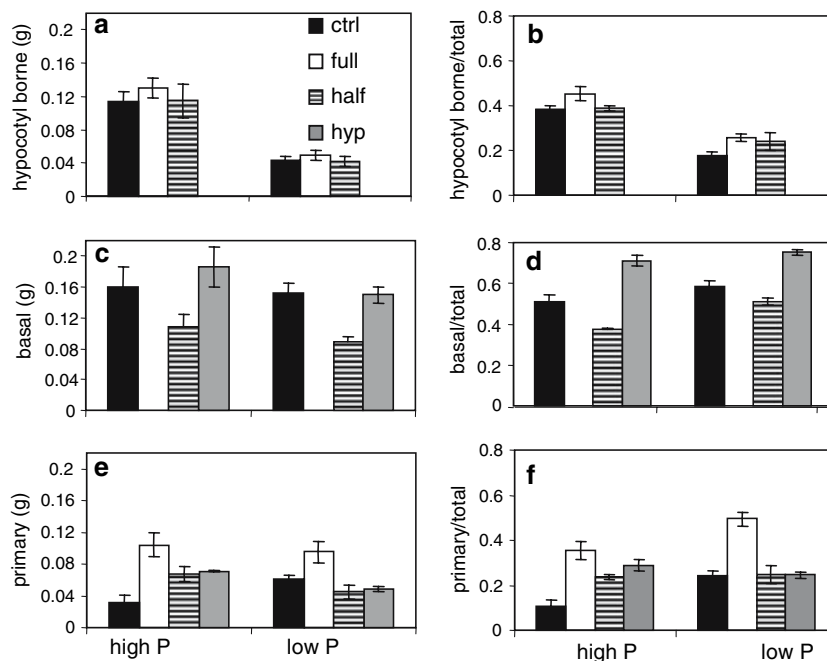 a
hypocotyl borne (g)
0.2
0.16
0.12
0.08
0.04
0
ctrl
full
half
hyp
b
hypocotyl borne/total
0.8
0.6
0.4
0.2
0
c
basal (g)
0.2
0.16
0.12
0.08
0.04
0
d
basal/total
0.8
0.6
0.4
0.2
0
e
primary (g)
0.2
0.16
0.12
0.08
0.04
0
high P
low P
f
primary/total
0.8
0.6
0.4
0.2
0
high P
low P